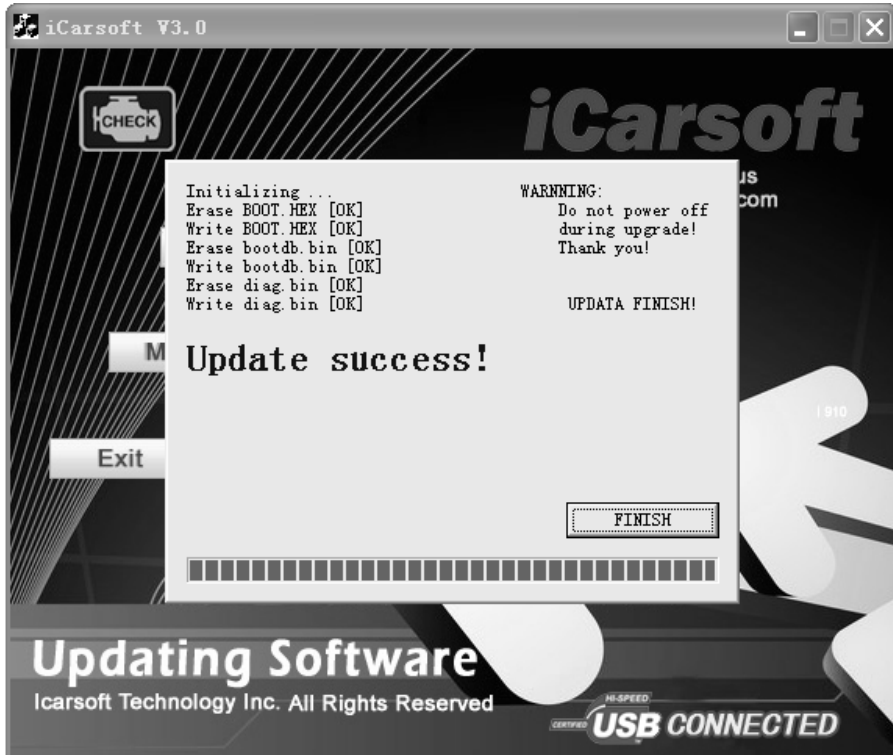 iCarsoft V3.0
CHECK
iCarsoft
us
com
Initializing ...
Erase BOOT.HEX [OK]
Write BOOT.HEX [OK]
Erase bootdb.bin [OK]
Write bootdb.bin [OK]
Erase diag.bin [OK]
Write diag.bin [OK]
WARNNING:
Do not power off
during upgrade!
Thank you!
UPDATA FINISH!
Update success!
M
i 910
Exit
FINISH
Updating Software
Icarsoft Technology Inc. All Rights Reserved
HI-SPEED
CERTIFIED USB CONNECTED